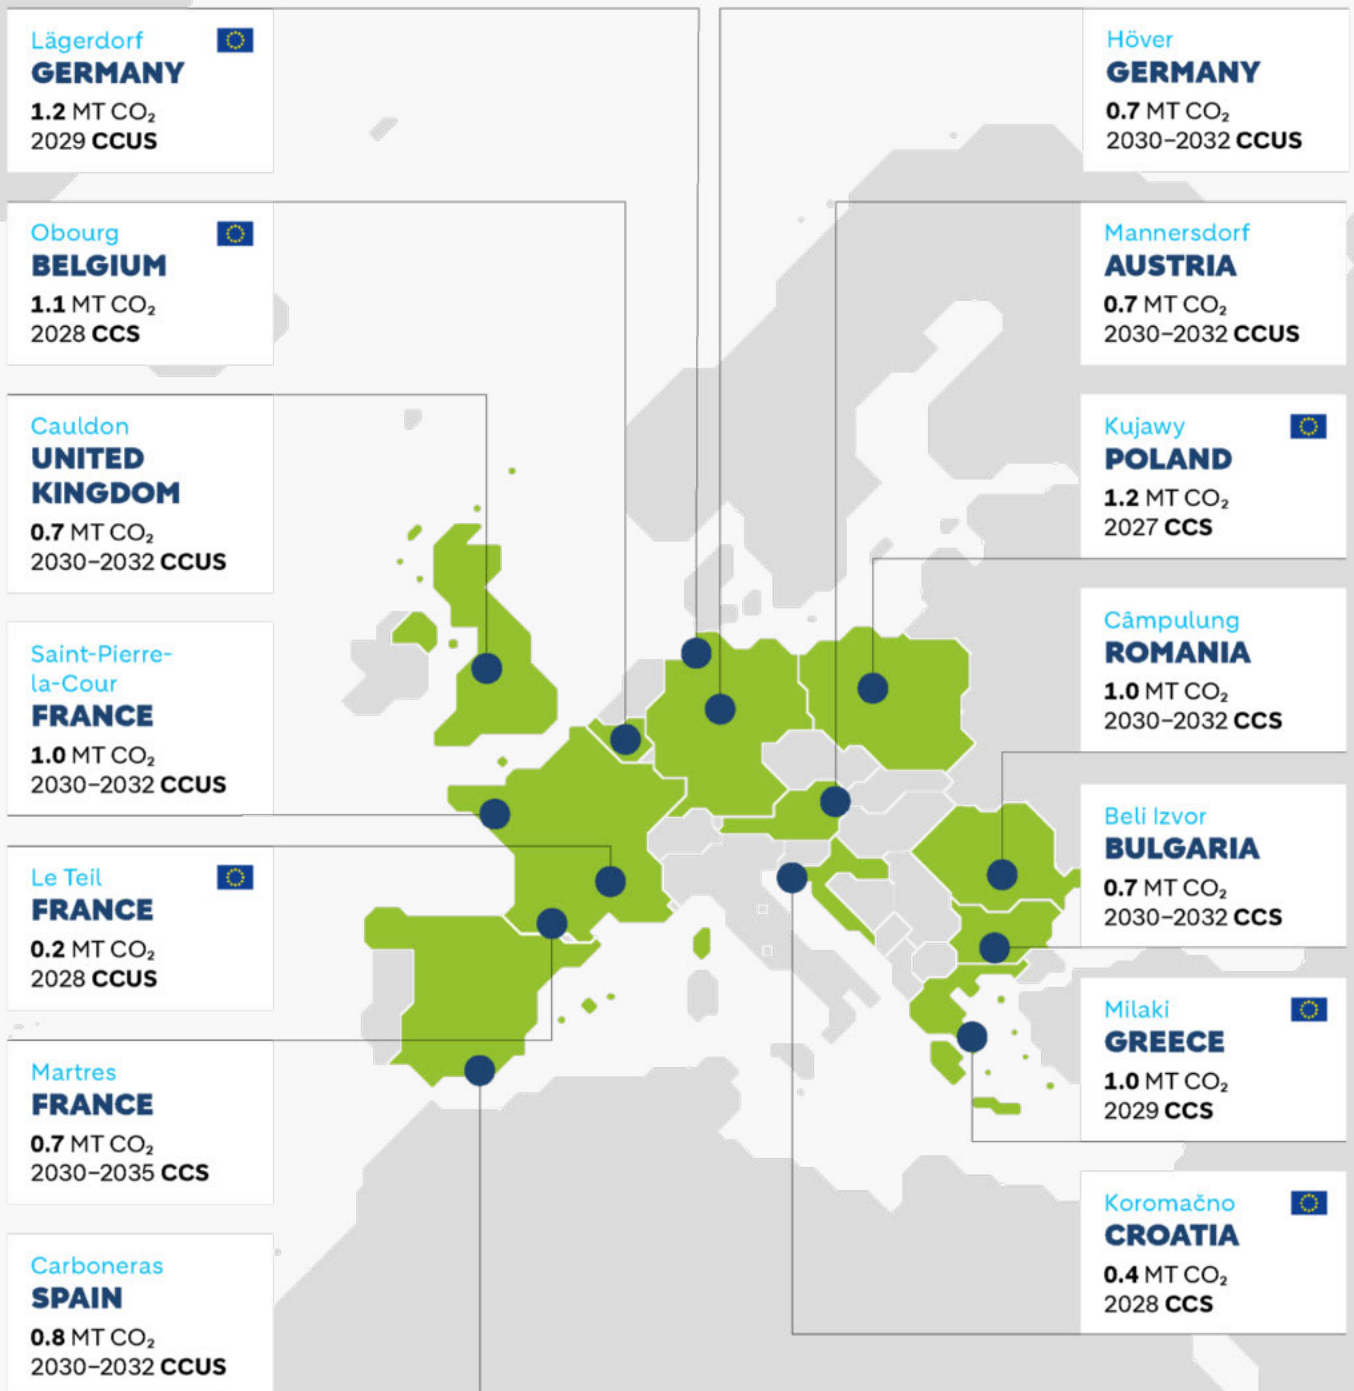 Lägerdorf
GERMANY
1.2 MT CO₂
2029 CCUS
Obourg
BELGIUM
1.1 MT CO₂
2028 CCS
Cauldon
UNITED
KINGDOM
0.7 MT CO₂
2030–2032 CCUS
Saint-Pierre-
la-Cour
FRANCE
1.0 MT CO₂
2030–2032 CCUS
Le Teil
FRANCE
0.2 MT CO₂
2028 CCUS
Martres
FRANCE
0.7 MT CO₂
2030–2035 CCS
Carboneras
SPAIN
0.8 MT CO₂
2030–2032 CCUS
Höver
GERMANY
0.7 MT CO₂
2030–2032 CCUS
Mannersdorf
AUSTRIA
0.7 MT CO₂
2030–2032 CCUS
Kujawy
POLAND
1.2 MT CO₂
2027 CCS
Câmpulung
ROMANIA
1.0 MT CO₂
2030–2032 CCS
Beli Izvor
BULGARIA
0.7 MT CO₂
2030–2032 CCS
Milaki
GREECE
1.0 MT CO₂
2029 CCS
Koromačno
CROATIA
0.4 MT CO₂
2028 CCS